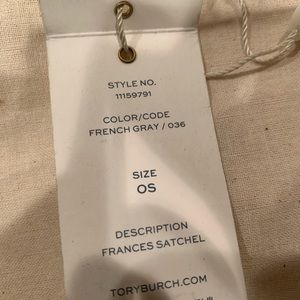 STYLE NO.
11159791
COLOR/CODE
FRENCH GRAY / 036
SIZE
OS
DESCRIPTION
FRANCES SATCHEL
TORYBURCH.COM